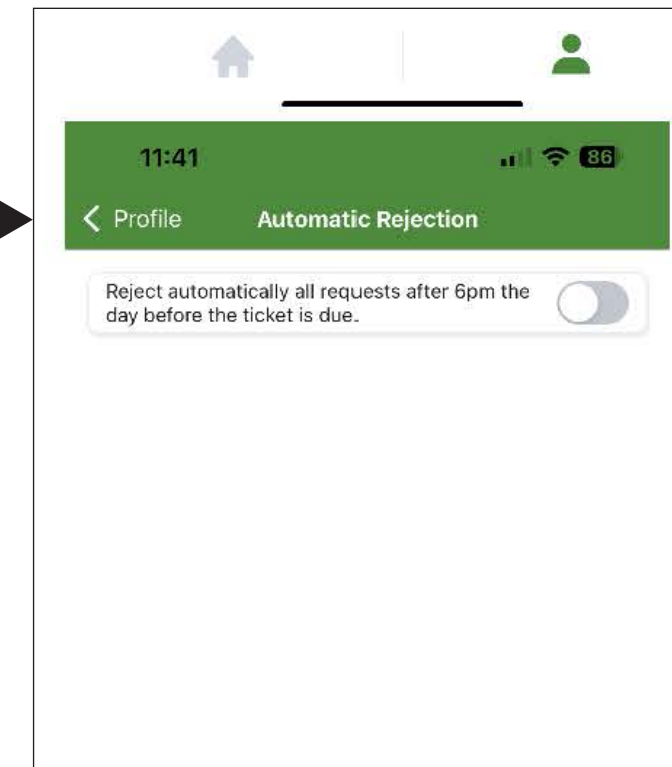 11:41
86
Profile
Automatic Rejection
Reject automatically all requests after 6pm the
day before the ticket is due.